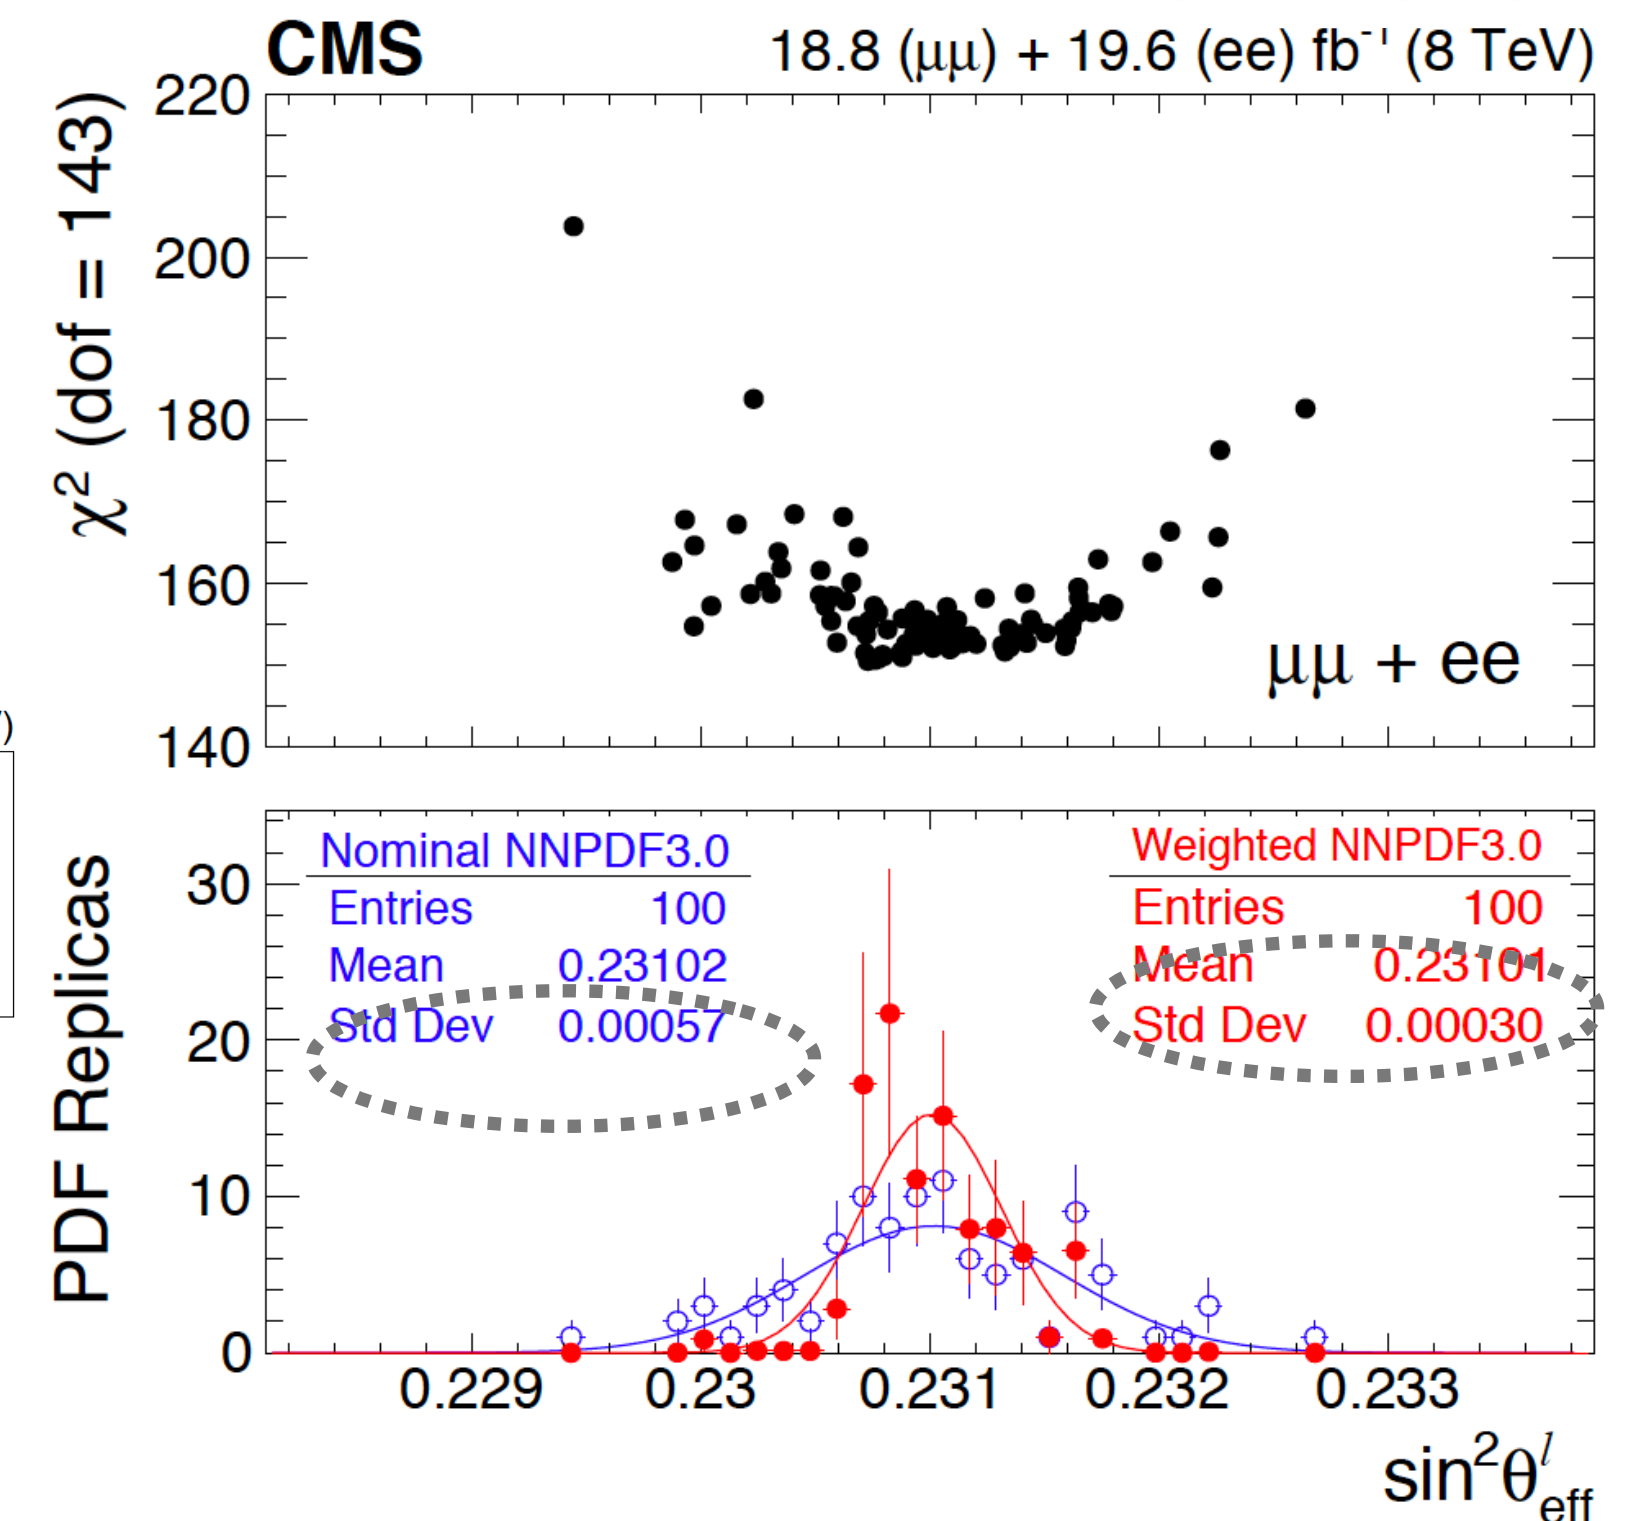 CMS 18.8 (μμ) + 19.6 (ee) fb⁻¹ (8 TeV)
χ² (dof = 143)
220
200
180
160
140
μμ + ee
)
PDF Replicas
30
20
10
0
Nominal NNPDF3.0
Entries 100
Mean 0.23102
Std Dev 0.00057
Weighted NNPDF3.0
Entries 100
Mean 0.23101
Std Dev 0.00030
0.229 0.23 0.231 0.232 0.233
sin²θˡeff